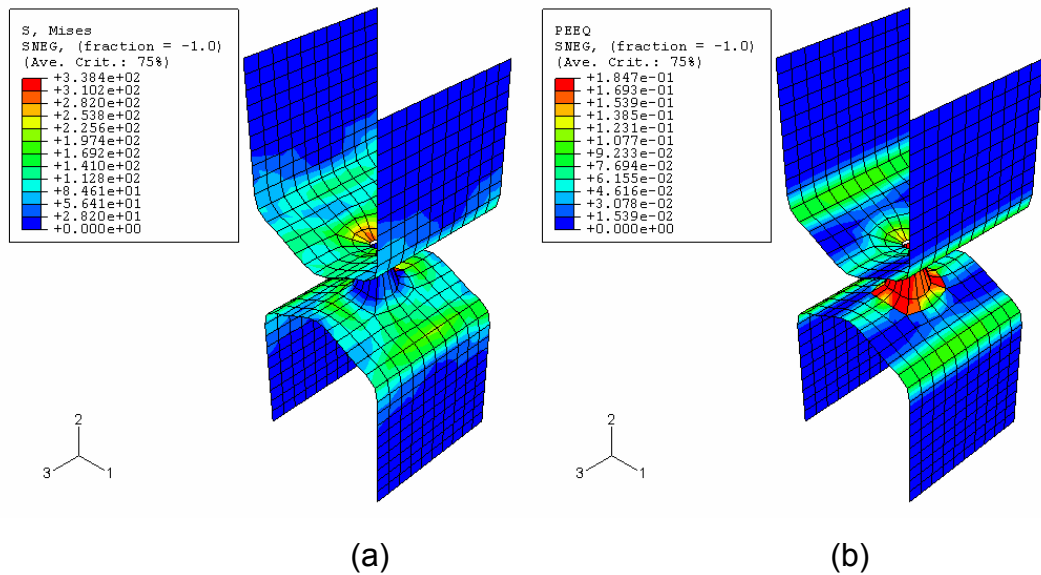 S, Mises
SNEG, (fraction = -1.0)
(Ave. Crit.: 75%)
+3.384e+02
+3.102e+02
+2.820e+02
+2.538e+02
+2.256e+02
+1.974e+02
+1.692e+02
+1.410e+02
+1.128e+02
+8.461e+01
+5.641e+01
+2.820e+01
+0.000e+00
2
3
1
(a)
PEEQ
SNEG, (fraction = -1.0)
(Ave. Crit.: 75%)
+1.847e-01
+1.693e-01
+1.539e-01
+1.385e-01
+1.231e-01
+1.077e-01
+9.233e-02
+7.694e-02
+6.155e-02
+4.616e-02
+3.078e-02
+1.539e-02
+0.000e+00
2
3
1
(b)